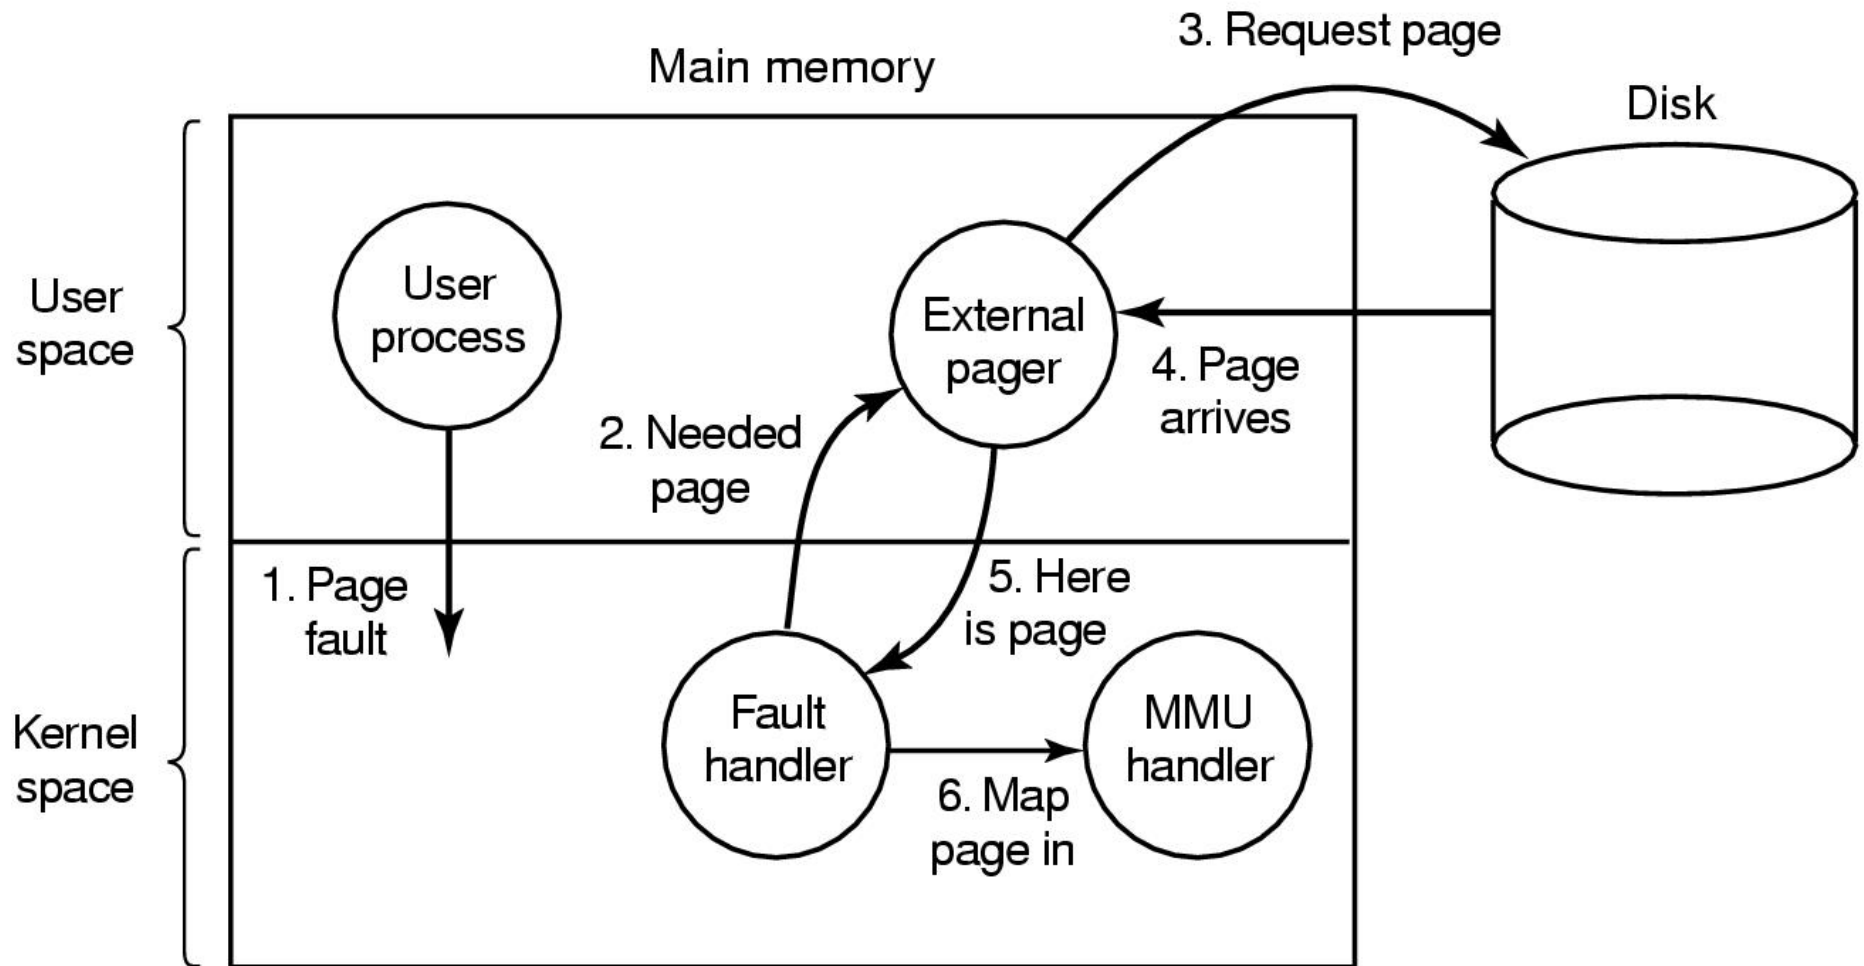 3. Request page
Main memory
Disk
User
space
User
process
External
pager
4. Page
arrives
2. Needed
page
1. Page
fault
5. Here
is page
Kernel
space
Fault
handler
MMU
handler
6. Map
page in